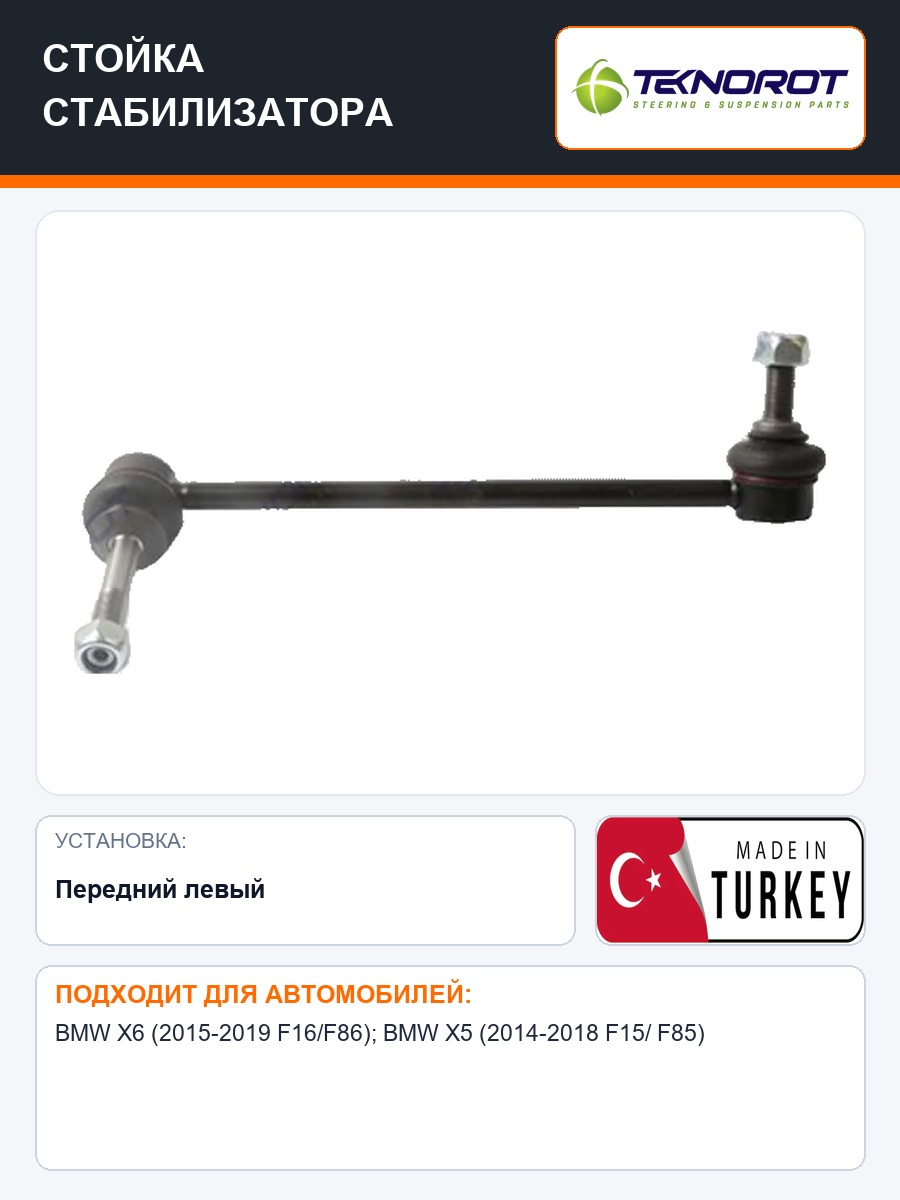 СТОЙКА
СТАБИЛИЗАТОРА
TEKNOROT
STEERING & SUSPENSION PARTS
УСТАНОВКА:
Передний левый
MADE IN
TURKEY
ПОДХОДИТ ДЛЯ АВТОМОБИЛЕЙ:
BMW X6 (2015-2019 F16/F86); BMW X5 (2014-2018 F15/ F85)